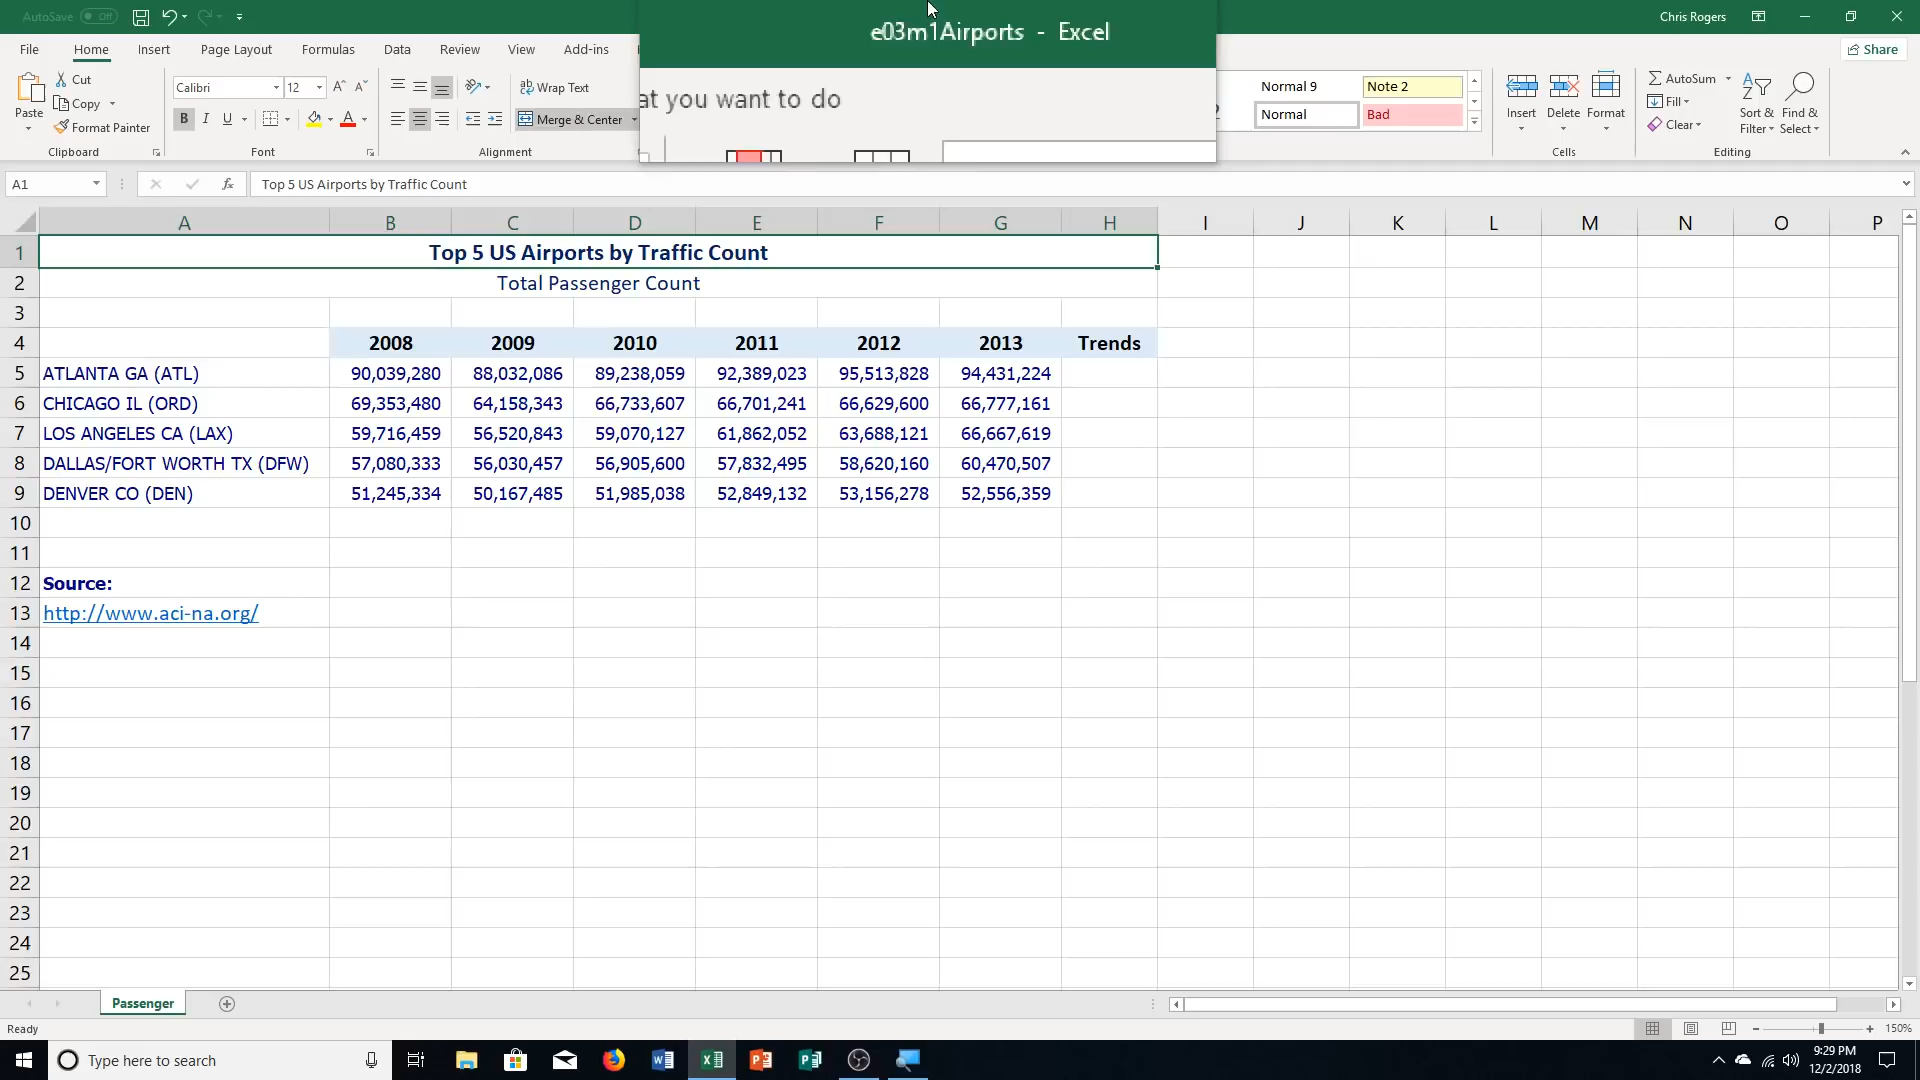 AutoSave Off
e03m1Airports - Excel
Chris Rogers
File Home Insert Page Layout Formulas Data Review View Add-ins
at you want to do
Share
Paste
Cut
Copy
Format Painter
Clipboard
Calibri 12
B I U
Font
Wrap Text
Merge & Center
Alignment
Normal 9 Note 2
Normal Bad
Insert Delete Format
Cells
AutoSum
Fill
Clear
Sort & Filter
Find & Select
Editing
A1
fx
Top 5 US Airports by Traffic Count
A B C D E F G H I J K L M N O P
1 Top 5 US Airports by Traffic Count
2 Total Passenger Count
3
4 2008 2009 2010 2011 2012 2013 Trends
5 ATLANTA GA (ATL) 90,039,280 88,032,086 89,238,059 92,389,023 95,513,828 94,431,224
6 CHICAGO IL (ORD) 69,353,480 64,158,343 66,733,607 66,701,241 66,629,600 66,777,161
7 LOS ANGELES CA (LAX) 59,716,459 56,520,843 59,070,127 61,862,052 63,688,121 66,667,619
8 DALLAS/FORT WORTH TX (DFW) 57,080,333 56,030,457 56,905,600 57,832,495 58,620,160 60,470,507
9 DENVER CO (DEN) 51,245,334 50,167,485 51,985,038 52,849,132 53,156,278 52,556,359
10
11
12 Source:
13 http://www.aci-na.org/
14
15
16
17
18
19
20
21
22
23
24
25
Passenger
Ready
150%
Type here to search
9:29 PM
12/2/2018